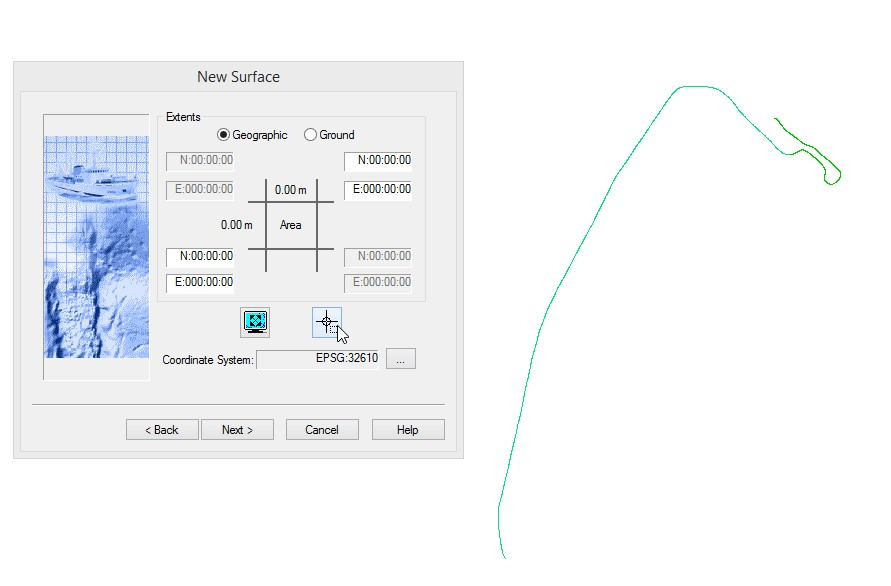 New Surface
Extents
Geographic Ground
N:00:00:00 N:00:00:00
E:000:00:00 0.00 m E:000:00:00
0.00 m Area
N:00:00:00 N:00:00:00
E:000:00:00 E:000:00:00
Coordinate System: EPSG:32610 ...
< Back Next > Cancel Help